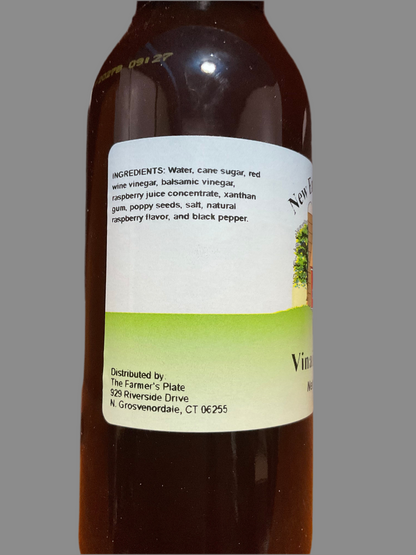 INGREDIENTS: Water, cane sugar, red
wine vinegar, balsamic vinegar,
raspberry juice concentrate, xanthan
gum, poppy seeds, salt, natural
raspberry flavor, and black pepper.
New
Distributed by
The Farmer's Plate
929 Riverside Drive
N. Grosvenordale, CT 06255